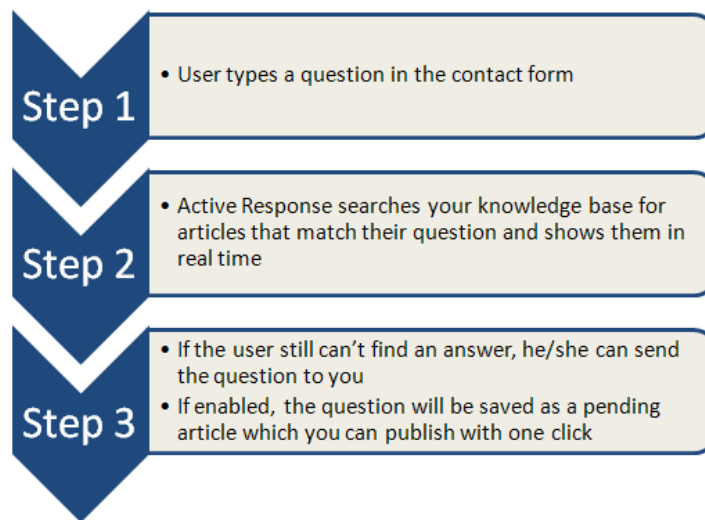 Step 1
• User types a question in the contact form
Step 2
• Active Response searches your knowledge base for
articles that match their question and shows them in
real time
Step 3
• If the user still can't find an answer, he/she can send
the question to you
• If enabled, the question will be saved as a pending
article which you can publish with one click